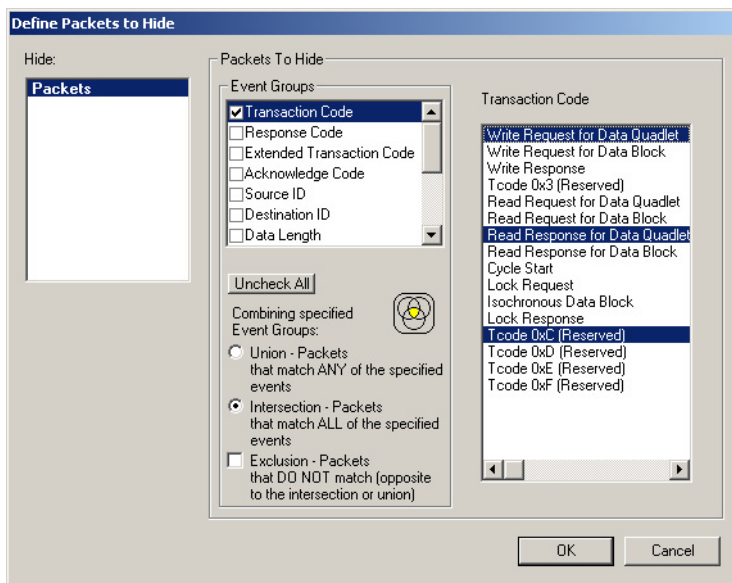 Define Packets to Hide
Hide:
Packets
Packets To Hide
Event Groups
Transaction Code
Response Code
Extended Transaction Code
Acknowledge Code
Source ID
Destination ID
Data Length
Uncheck All
Combining specified
Event Groups:
Union - Packets
that match ANY of the specified
events
Intersection - Packets
that match ALL of the specified
events
Exclusion - Packets
that DO NOT match (opposite
to the intersection or union)
Transaction Code
Write Request for Data Quadlet
Write Request for Data Block
Write Response
Tcode 0x3 (Reserved)
Read Request for Data Quadlet
Read Request for Data Block
Read Response for Data Quadlet
Read Response for Data Block
Cycle Start
Lock Request
Isochronous Data Block
Lock Response
Tcode 0xC (Reserved)
Tcode 0xD (Reserved)
Tcode 0xE (Reserved)
Tcode 0xF (Reserved)
OK
Cancel